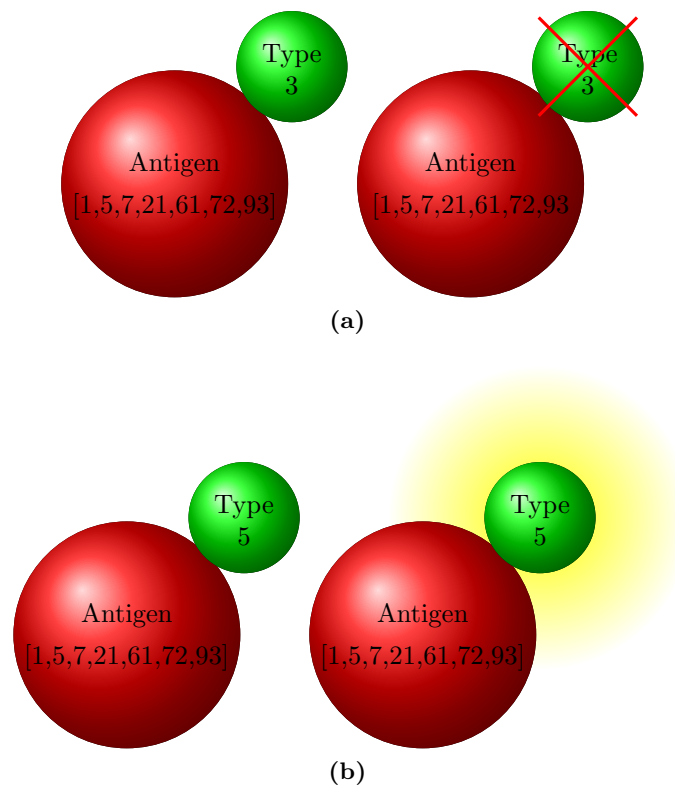 Type
3
Antigen
[1,5,7,21,61,72,93]
Type
3
Antigen
[1,5,7,21,61,72,93
(a)
Type
5
Antigen
[1,5,7,21,61,72,93]
Type
5
Antigen
[1,5,7,21,61,72,93]
(b)